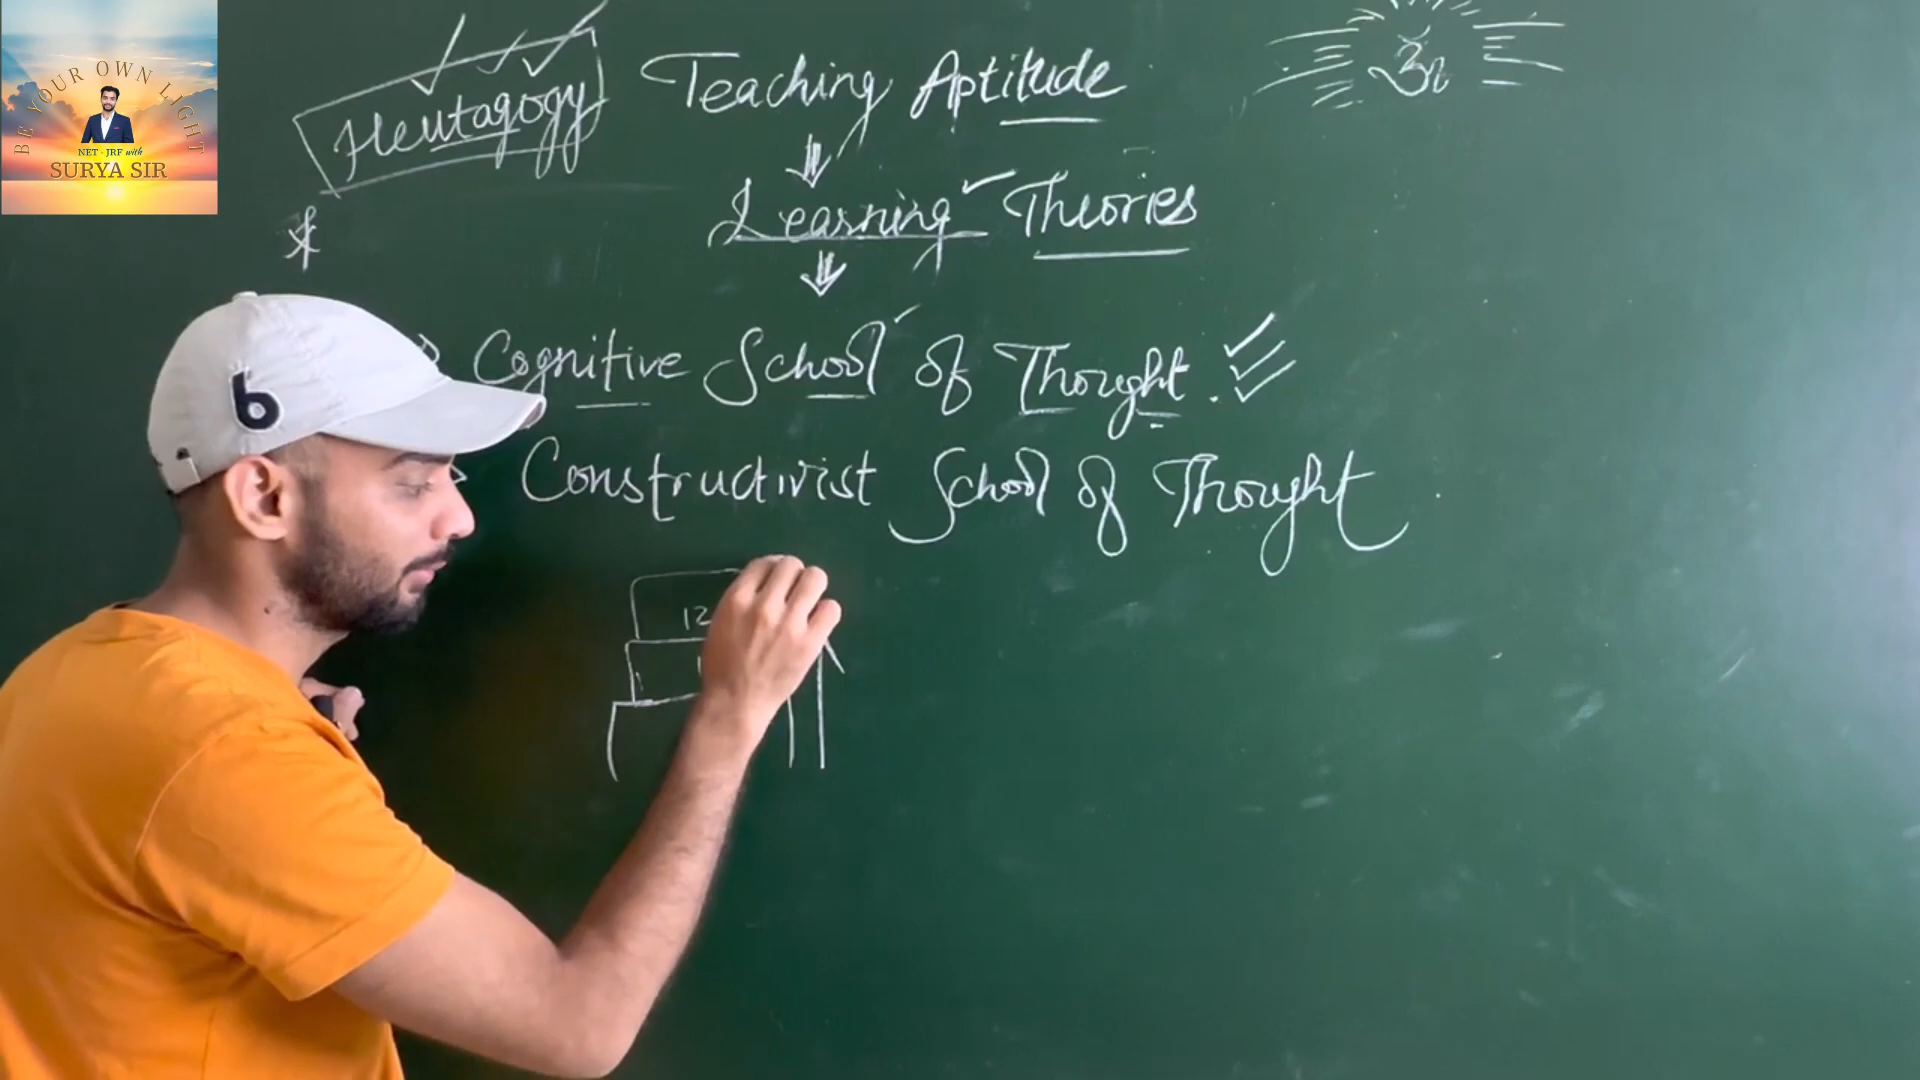 BE YOUR OWN LIGHT
NET - JRF with
SURYA SIR
Heutagogy
Teaching Aptitude
ॐ
Learning Theories
Cognitive School of Thought.
Constructivist School of Thought
12
b